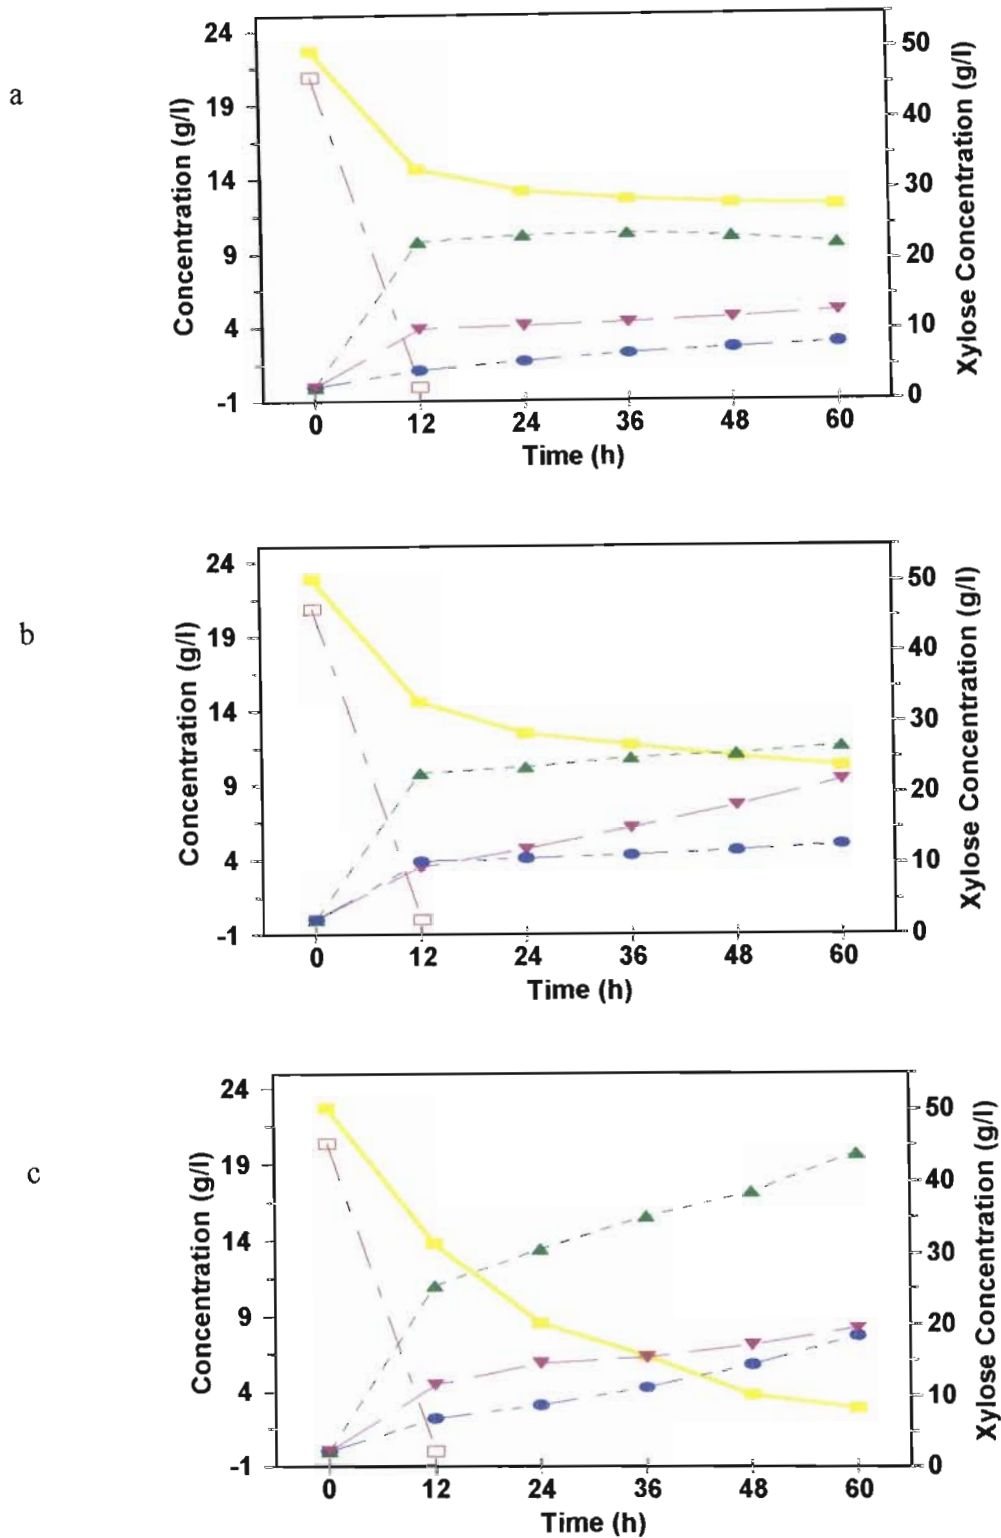 a
Concentration (g/l)
24
19
14
9
4
-1
Xylose Concentration (g/l)
50
40
30
20
10
0
0 12 24 36 48 60
Time (h)
b
Concentration (g/l)
24
19
14
9
4
-1
Xylose Concentration (g/l)
50
40
30
20
10
0
0 12 24 36 48 60
Time (h)
c
Concentration (g/l)
24
19
14
9
4
-1
Xylose Concentration (g/l)
50
40
30
20
10
0
0 12 24 36 48 60
Time (h)